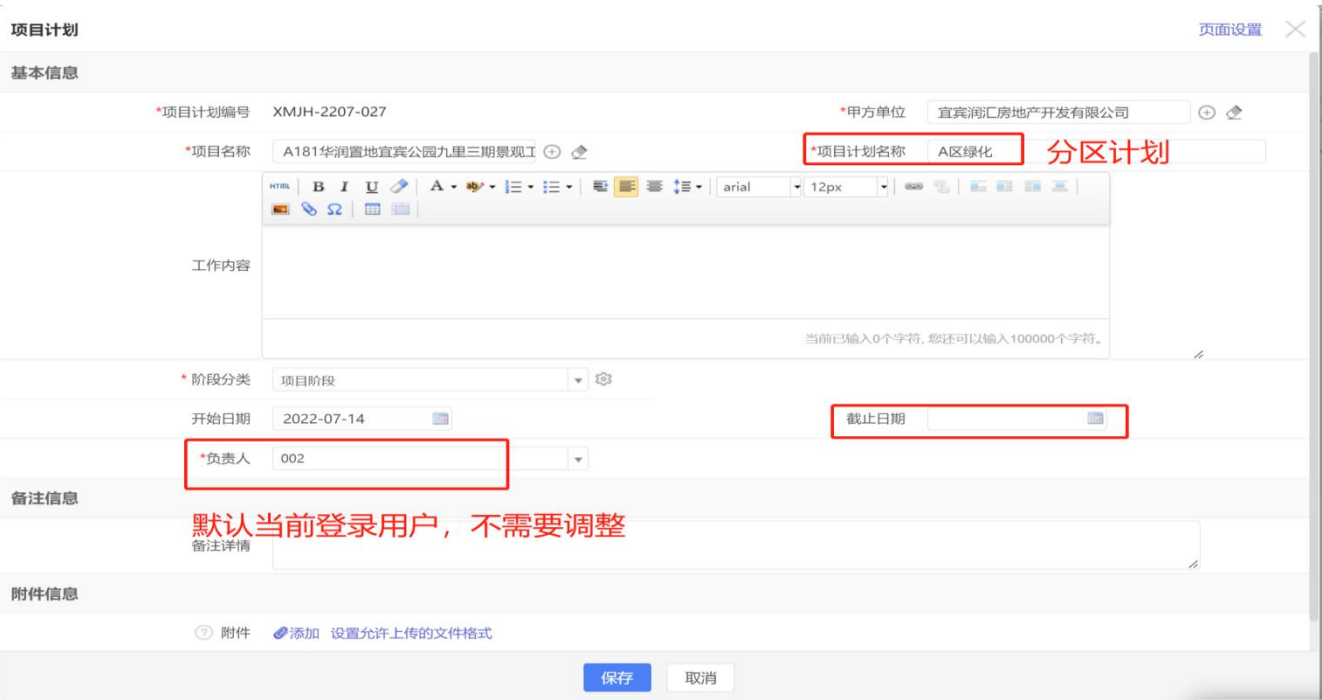 项目计划 页面设置
基本信息
*项目计划编号 XMJH-2207-027 *甲方单位 宜宾润汇房地产开发有限公司
*项目名称 A181华润置地宜宾公园九里三期景观工 *项目计划名称 A区绿化 分区计划
HTML B I U A arial 12px
Ω
工作内容
当前已输入0个字符, 您还可以输入100000个字符。
* 阶段分类 项目阶段
开始日期 2022-07-14 截止日期
*负责人 002
备注信息
默认当前登录用户，不需要调整
备注详情
附件信息
? 附件 添加 设置允许上传的文件格式
保存 取消